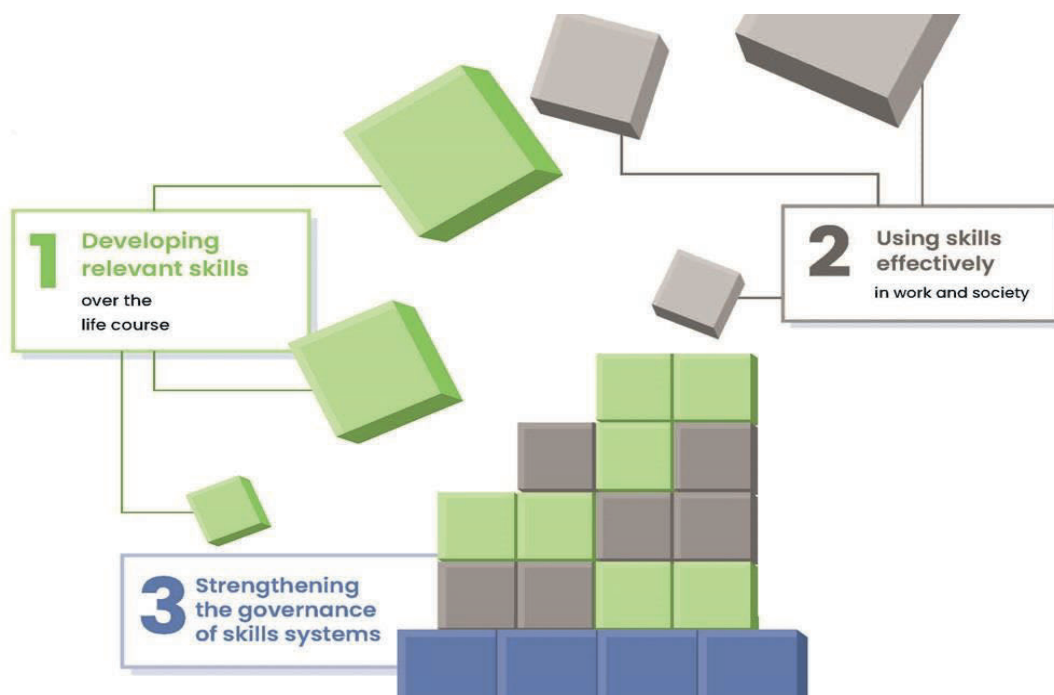 1
Developing
relevant skills
over the
life course
2
Using skills
effectively
in work and society
3
Strengthening
the governance
of skills systems